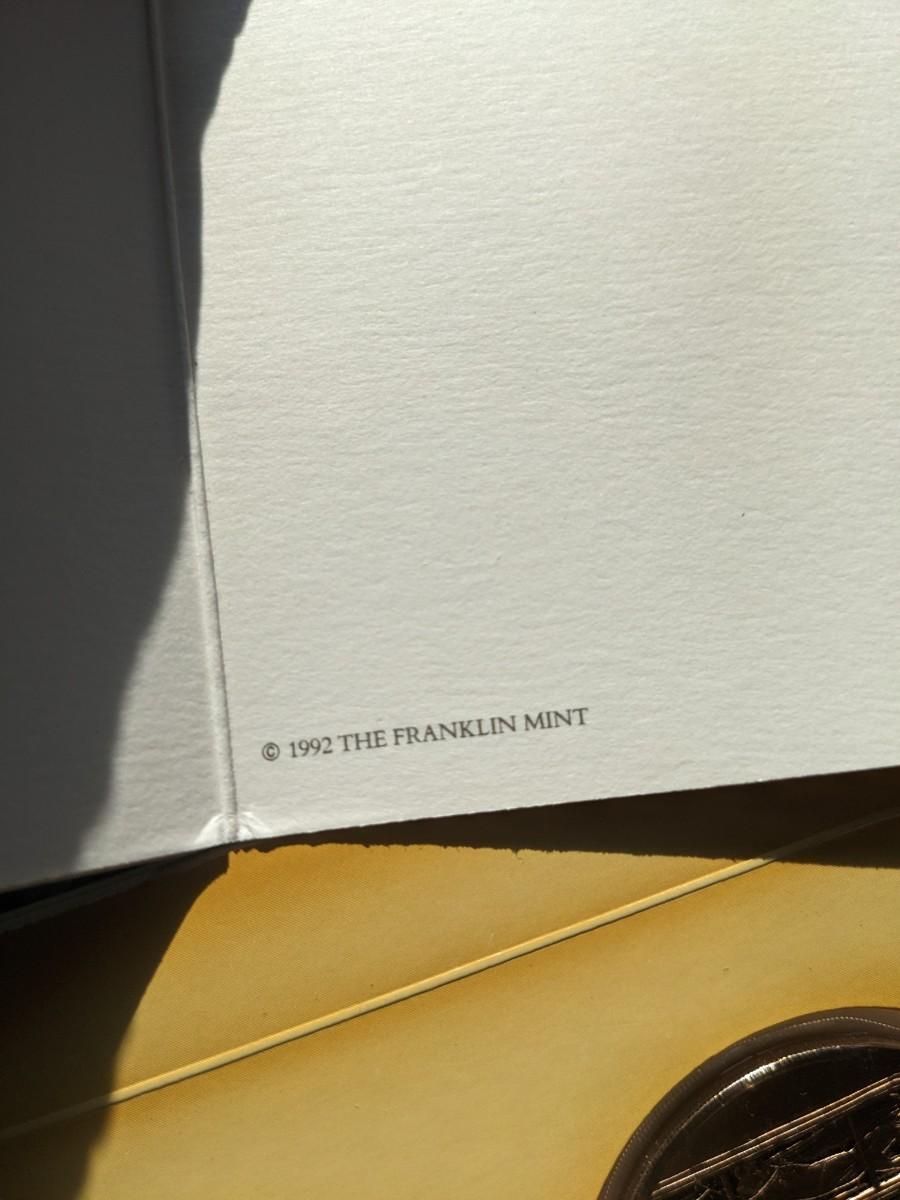 © 1992 THE FRANKLIN MINT